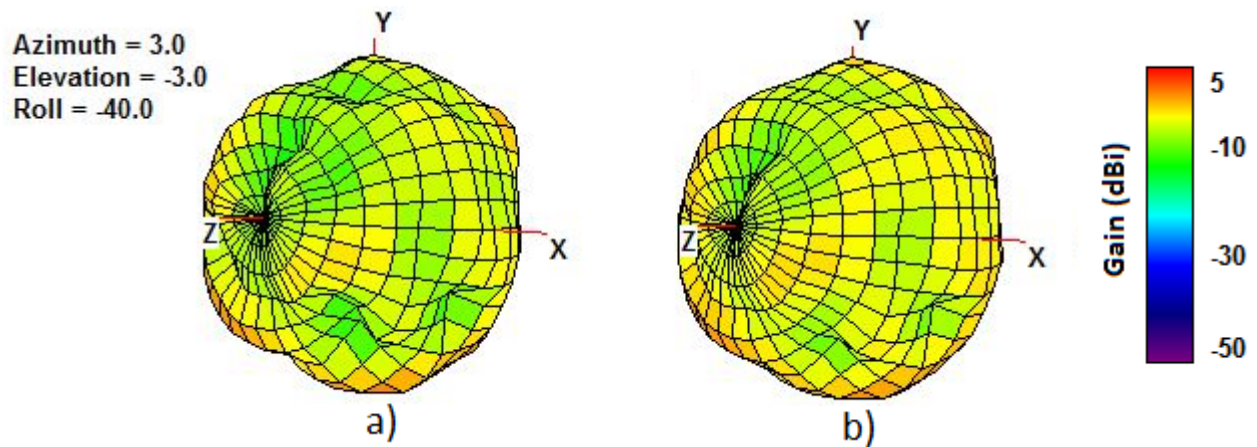 Azimuth = 3.0
Elevation = -3.0
Roll = -40.0
Y
Z
X
a)
Y
Z
X
b)
Gain (dBi)
5
-10
-30
-50